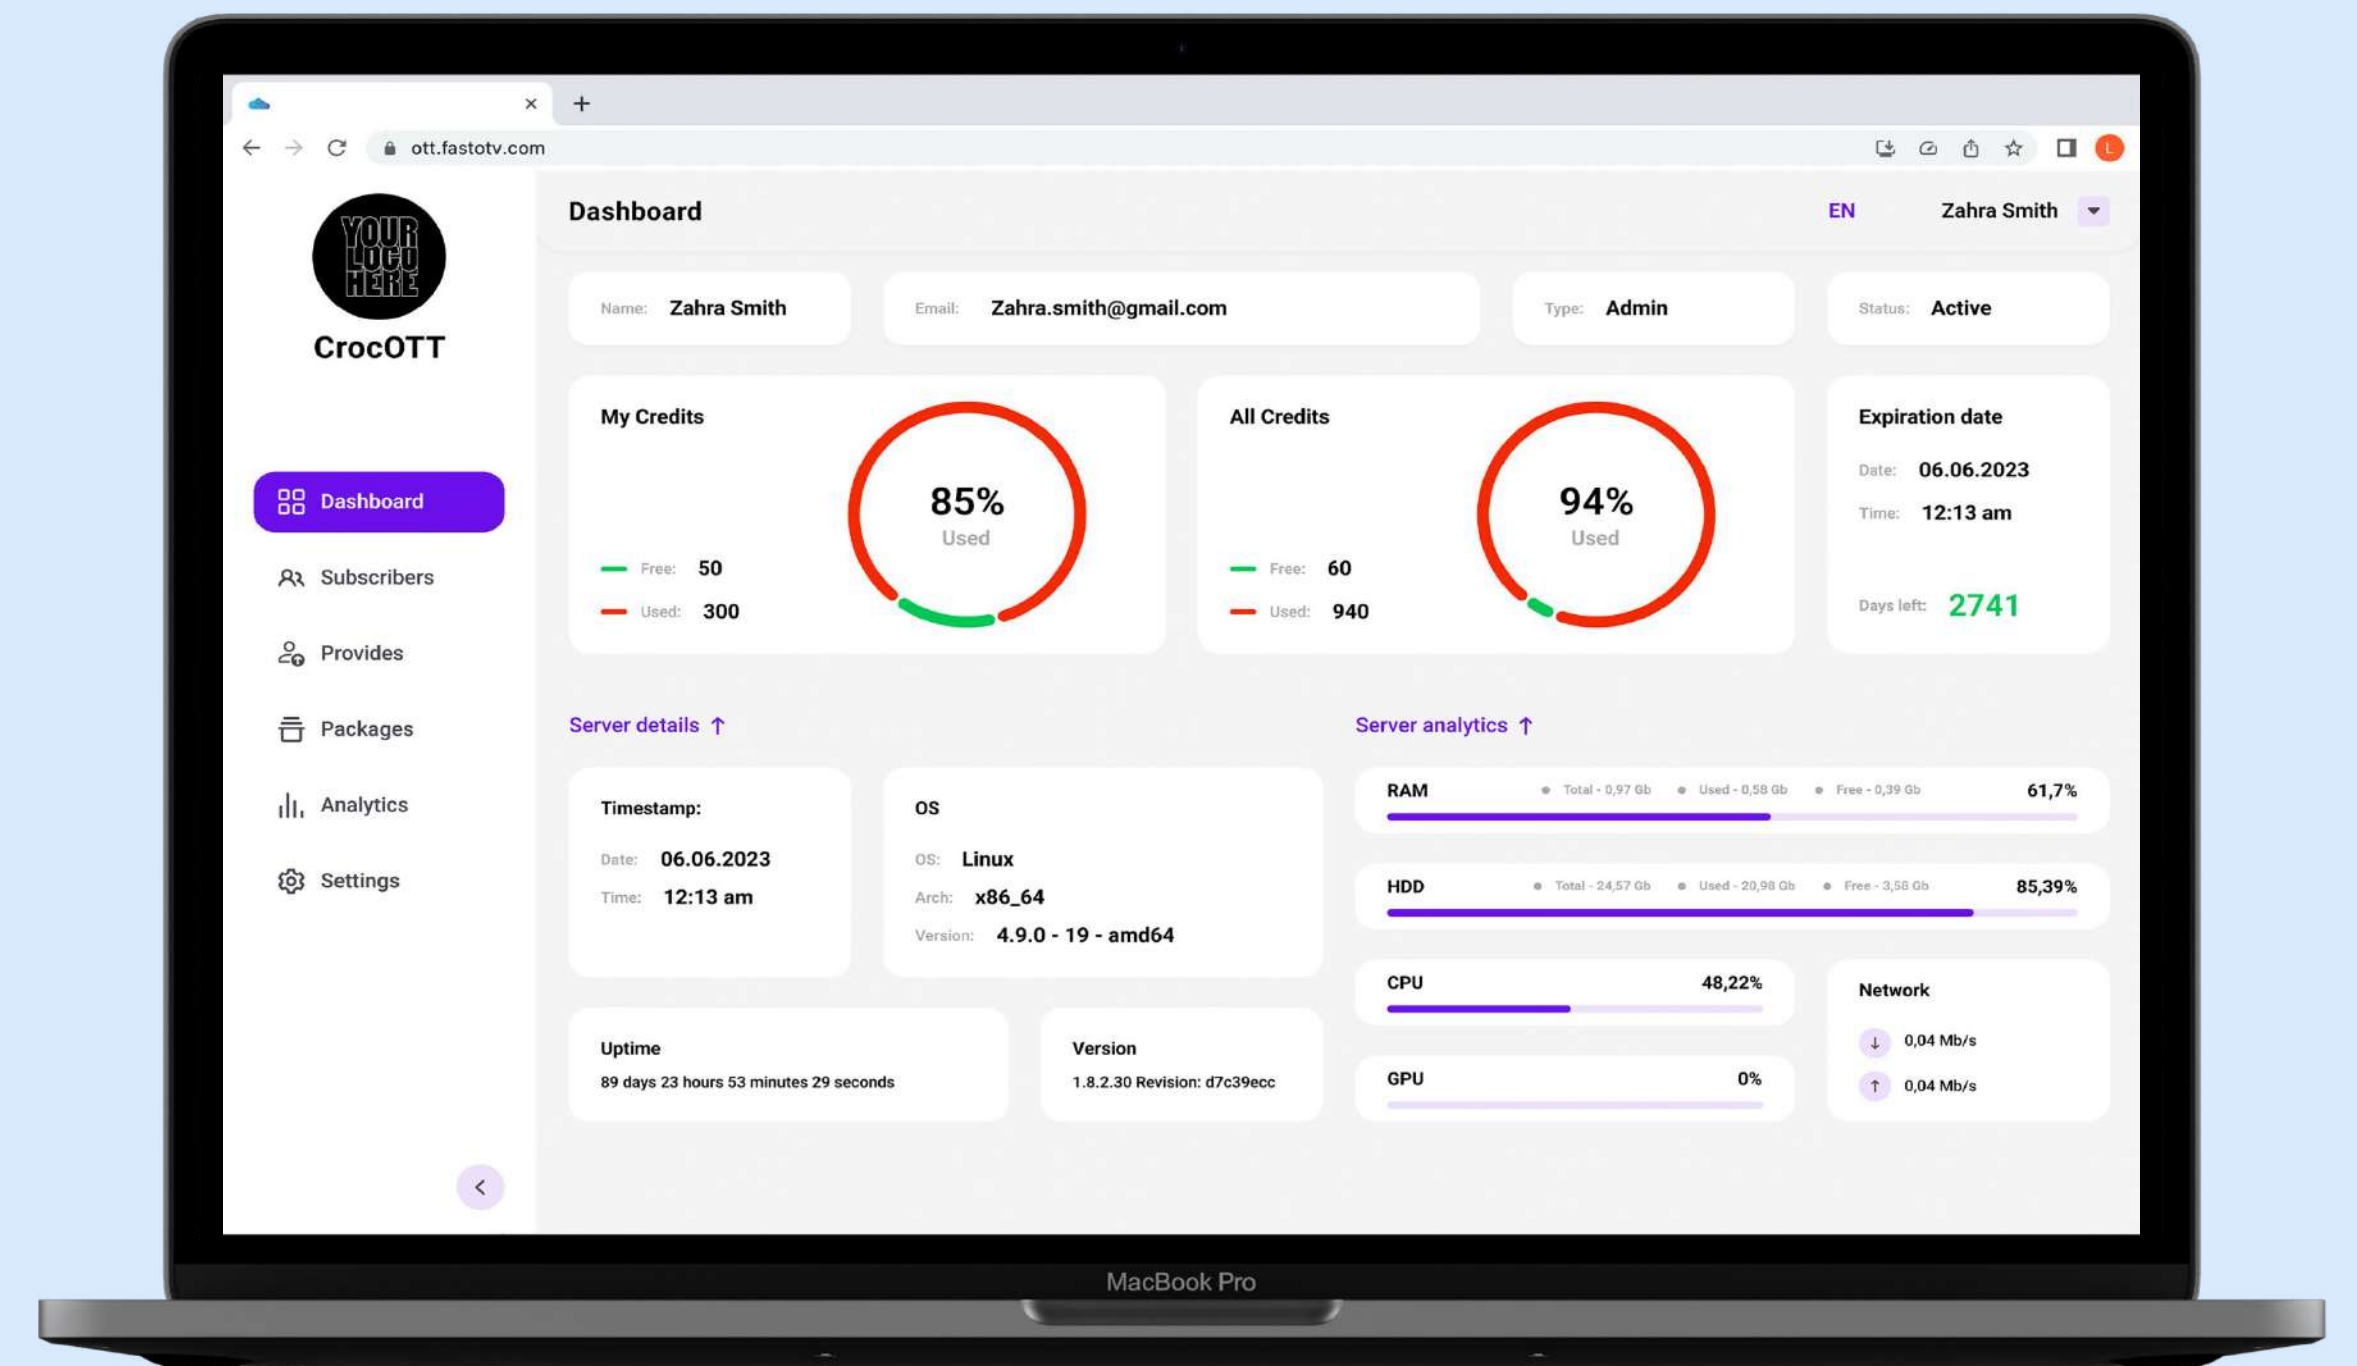 ott.fastotv.com
L
YOUR
LOGO
HERE
CrocOTT
Dashboard
Subscribers
Provides
Packages
Analytics
Settings
Dashboard
EN
Zahra Smith
Name: Zahra Smith
Email: Zahra.smith@gmail.com
Type: Admin
Status: Active
My Credits
Free: 50
Used: 300
85%
Used
All Credits
Free: 60
Used: 940
94%
Used
Expiration date
Date: 06.06.2023
Time: 12:13 am
Days left: 2741
Server details ↑
Timestamp:
Date: 06.06.2023
Time: 12:13 am
OS
OS: Linux
Arch: x86_64
Version: 4.9.0 - 19 - amd64
Uptime
89 days 23 hours 53 minutes 29 seconds
Version
1.8.2.30 Revision: d7c39ecc
Server analytics ↑
RAM Total - 0,97 Gb Used - 0,58 Gb Free - 0,39 Gb 61,7%
HDD Total - 24,57 Gb Used - 20,98 Gb Free - 3,58 Gb 85,39%
CPU 48,22%
GPU 0%
Network
↓ 0,04 Mb/s
↑ 0,04 Mb/s
MacBook Pro